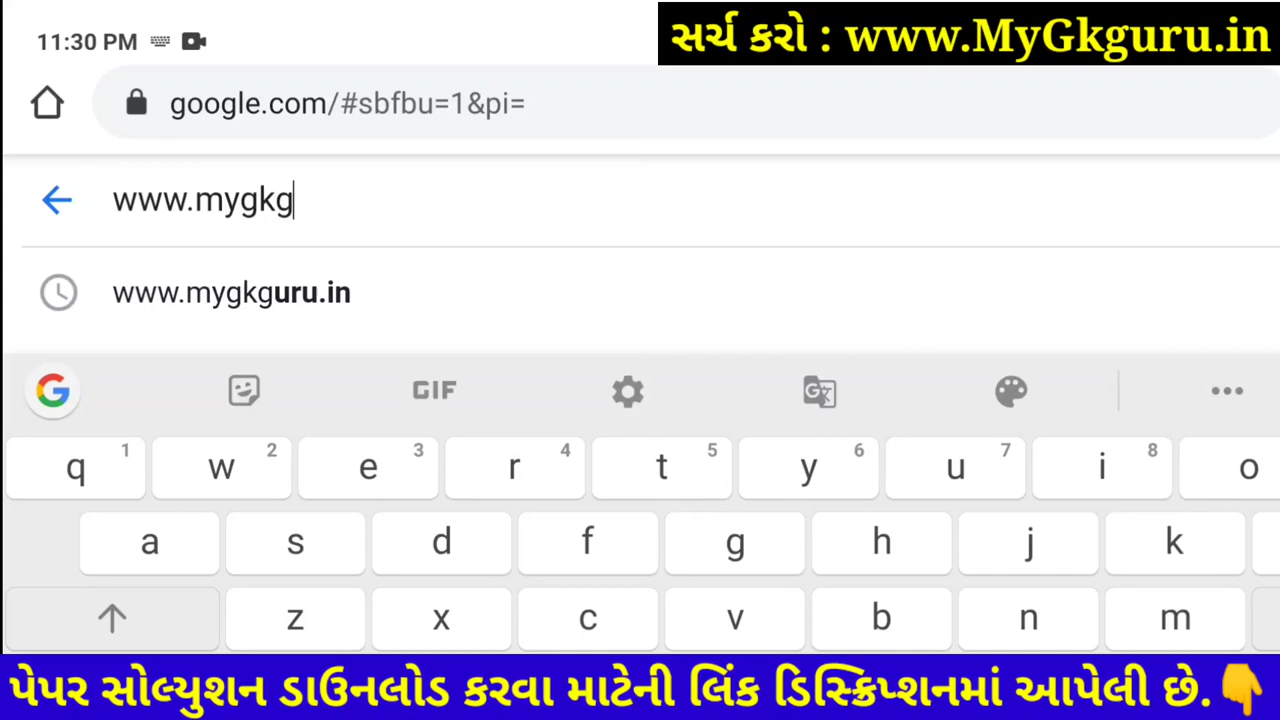 સર્ચ કરો : www.MyGkguru.in
11:30 PM
google.com/#sbfbu=1&pi=
www.mygkg
www.mygkguru.in
G GIF G
q 1 w 2 e 3 r 4 t 5 y 6 u 7 i 8 o
a s d f g h j k
z x c v b n m
પેપર સોલ્યુશન ડાઉનલોડ કરવા માટેની લિંક ડિસ્ક્રિપ્શનમાં આપેલી છે.👇